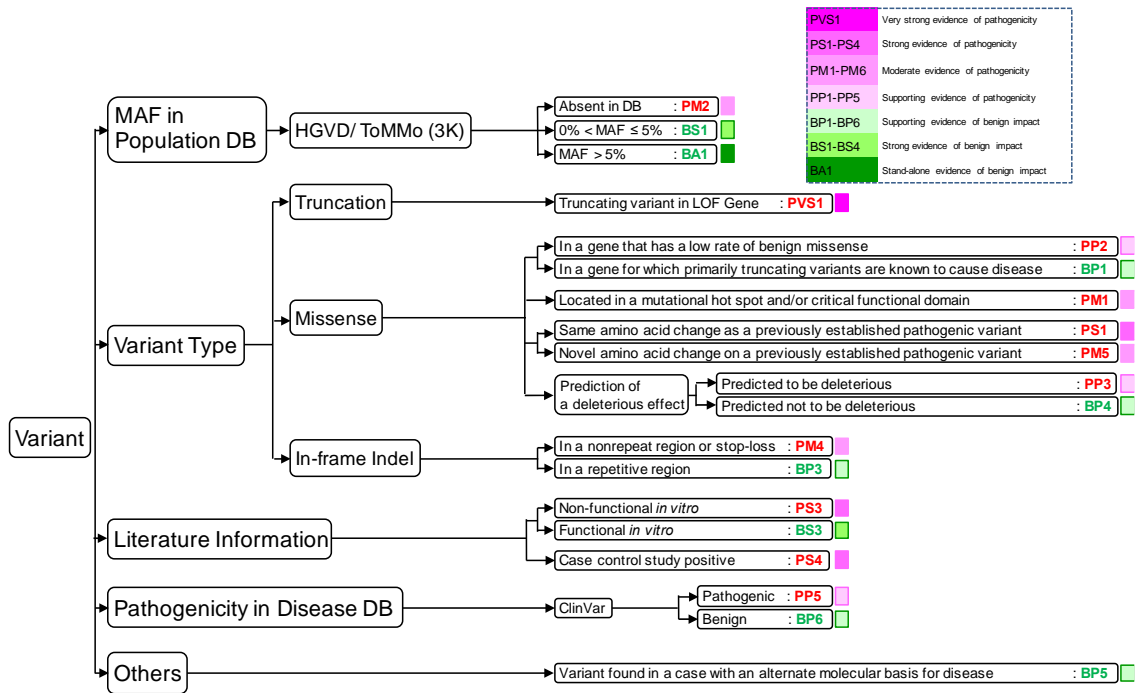 PVS1 Very strong evidence of pathogenicity
PS1-PS4 Strong evidence of pathogenicity
PM1-PM6 Moderate evidence of pathogenicity
PP1-PP5 Supporting evidence of pathogenicity
BP1-BP6 Supporting evidence of benign impact
BS1-BS4 Strong evidence of benign impact
BA1 Stand-alone evidence of benign impact
Variant
MAF in
Population DB
HGVD/ ToMMo (3K)
Absent in DB : PM2
0% < MAF ≤ 5% : BS1
MAF > 5% : BA1
Variant Type
Truncation
Truncating variant in LOF Gene : PVS1
Missense
In a gene that has a low rate of benign missense : PP2
In a gene for which primarily truncating variants are known to cause disease : BP1
Located in a mutational hot spot and/or critical functional domain : PM1
Same amino acid change as a previously established pathogenic variant : PS1
Novel amino acid change on a previously established pathogenic variant : PM5
Prediction of
a deleterious effect
Predicted to be deleterious : PP3
Predicted not to be deleterious : BP4
In-frame Indel
In a nonrepeat region or stop-loss : PM4
In a repetitive region : BP3
Literature Information
Non-functional in vitro : PS3
Functional in vitro : BS3
Case control study positive : PS4
Pathogenicity in Disease DB
ClinVar
Pathogenic : PP5
Benign : BP6
Others
Variant found in a case with an alternate molecular basis for disease : BP5